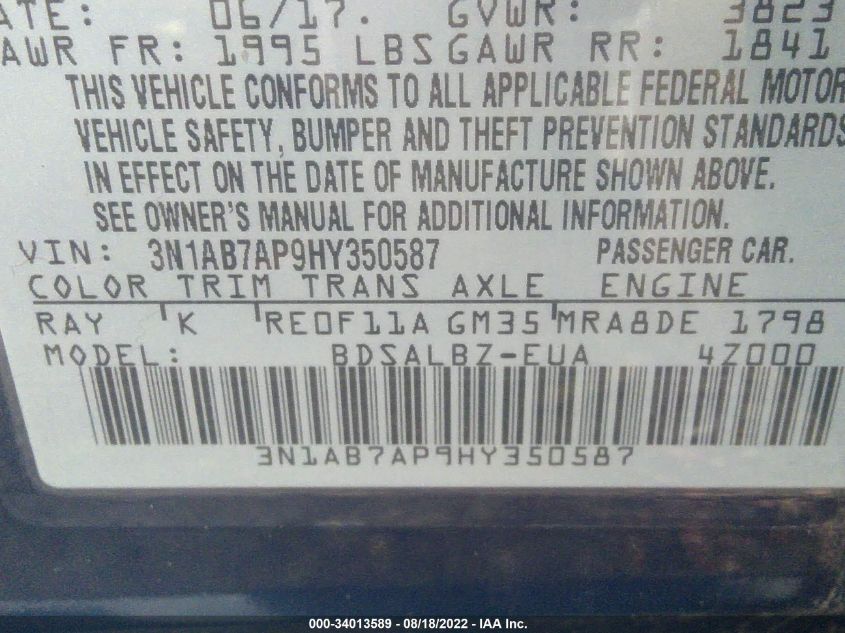 ATE: 06/17. GVWR: 3823
AWR FR: 1995 LBS GAWR RR: 1841
THIS VEHICLE CONFORMS TO ALL APPLICABLE FEDERAL MOTOR
VEHICLE SAFETY, BUMPER AND THEFT PREVENTION STANDARDS
IN EFFECT ON THE DATE OF MANUFACTURE SHOWN ABOVE.
SEE OWNER'S MANUAL FOR ADDITIONAL INFORMATION.
VIN: 3N1AB7AP9HY350587 PASSENGER CAR.
COLOR TRIM TRANS AXLE ENGINE
RAY K RE0F11A GM35 MRA8DE 1798
MODEL: BDSALBZ-EUA 4Z000
3N1AB7AP9HY350587
000-34013589 - 08/18/2022 - IAA Inc.